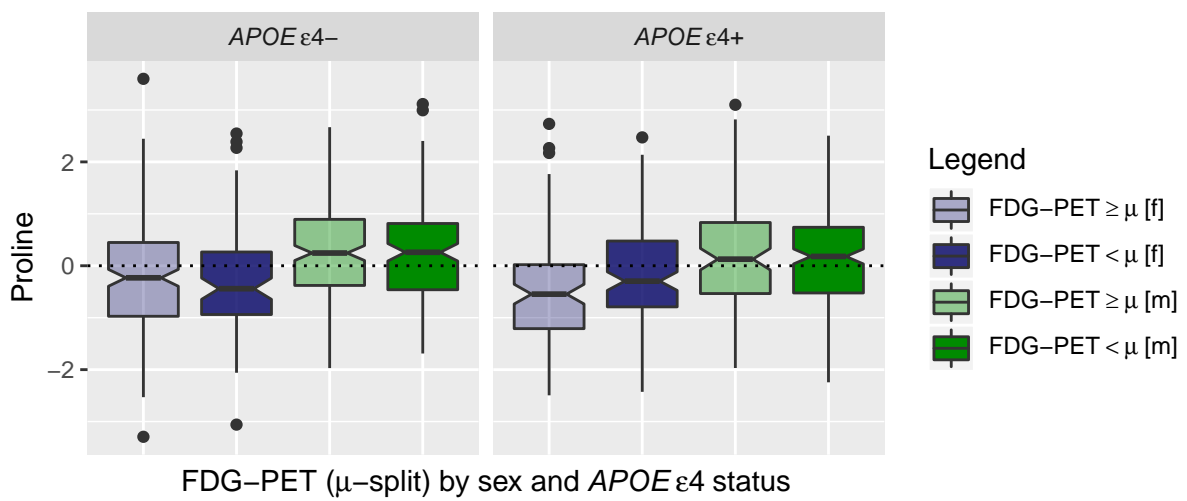 APOE ε4− APOE ε4+
Proline
2
0
−2
FDG−PET (μ−split) by sex and APOE ε4 status
Legend
FDG−PET ≥ μ [f]
FDG−PET < μ [f]
FDG−PET ≥ μ [m]
FDG−PET < μ [m]